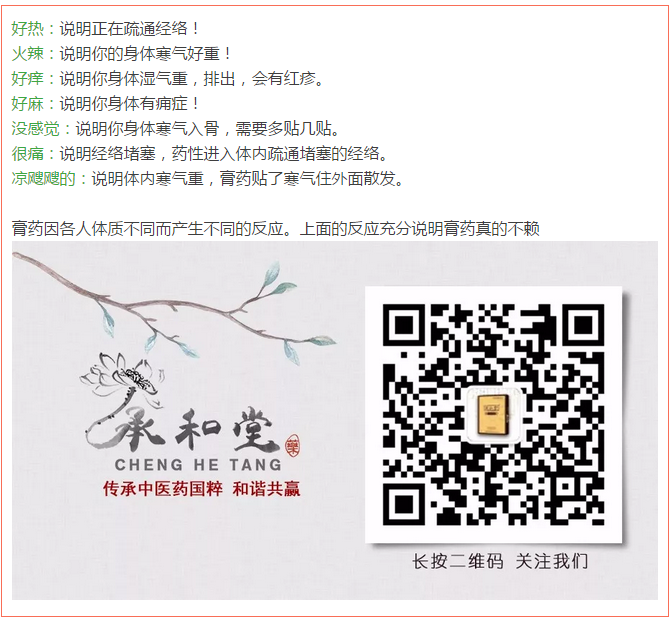 好热：说明正在疏通经络！
火辣：说明你的身体寒气好重！
好痒：说明你身体湿气重，排出，会有红疹。
好麻：说明你身体有痈症！
没感觉：说明你身体寒气入骨，需要多贴几贴。
很痛：说明经络堵塞，药性进入体内疏通堵塞的经络。
凉飕飕的：说明体内寒气重，膏药贴了寒气住外面散发。
膏药因各人体质不同而产生不同的反应。上面的反应充分说明膏药真的不赖
承和堂
CHENG HE TANG
传承中医药国粹 和谐共赢
长按二维码 关注我们